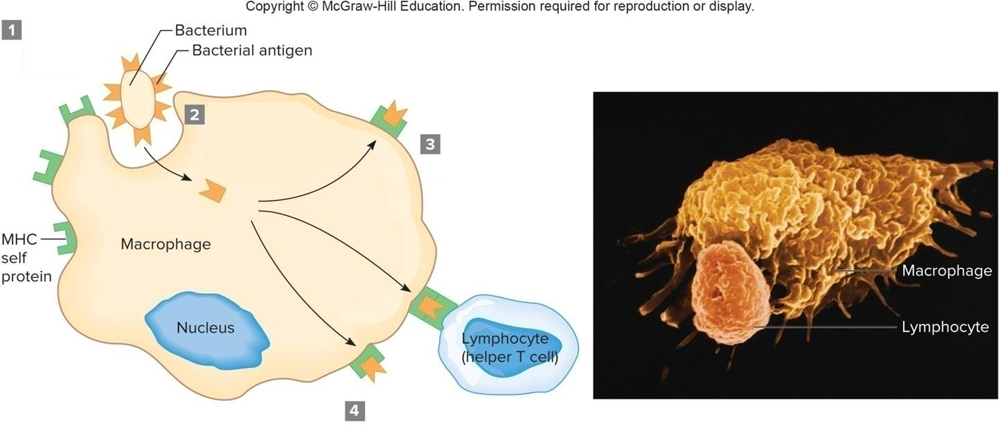 Copyright © McGraw-Hill Education. Permission required for reproduction or display.
1
Bacterium
Bacterial antigen
2
3
MHC
self
protein
Macrophage
Nucleus
Lymphocyte
(helper T cell)
4
Macrophage
Lymphocyte